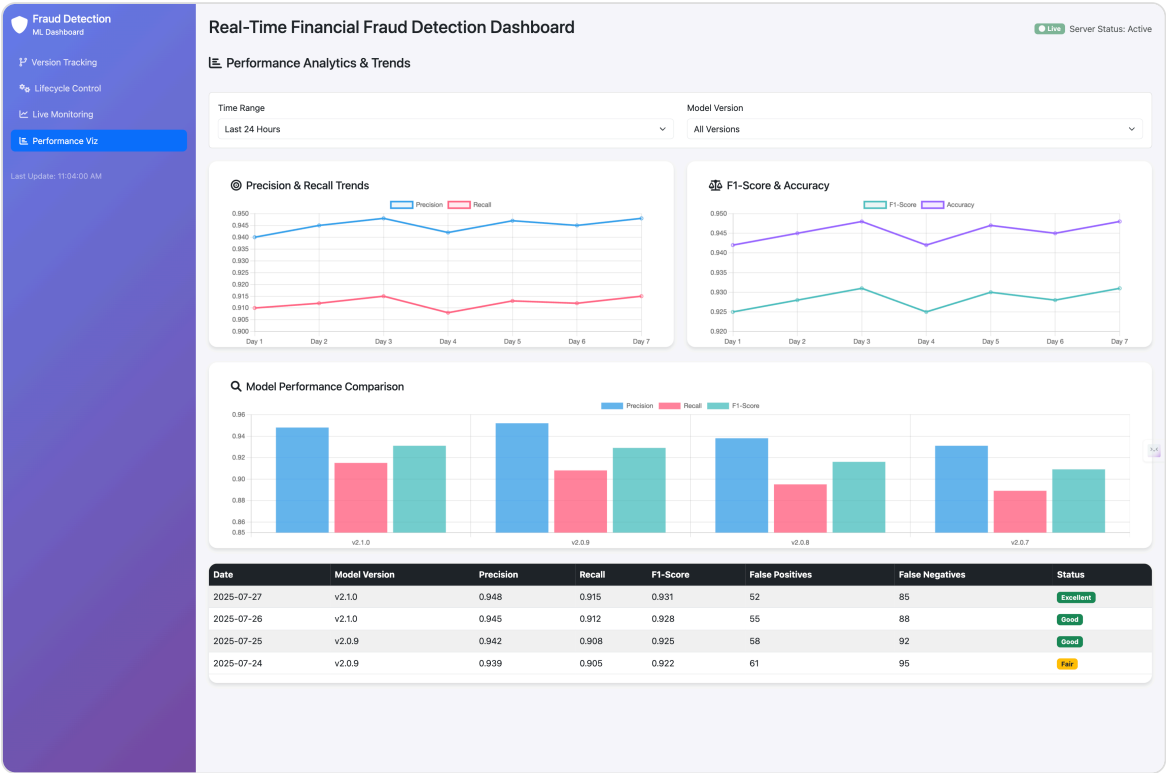 Fraud Detection
ML Dashboard
Version Tracking
Lifecycle Control
Live Monitoring
Performance Viz
Last Update: 11:04:00 AM
Real-Time Financial Fraud Detection Dashboard
Live Server Status: Active
Performance Analytics & Trends
Time Range
Last 24 Hours
Model Version
All Versions
Precision & Recall Trends
Precision Recall
0.950
0.945
0.940
0.935
0.930
0.925
0.920
0.915
0.910
0.905
0.900
Day 1 Day 2 Day 3 Day 4 Day 5 Day 6 Day 7
F1-Score & Accuracy
F1-Score Accuracy
0.950
0.945
0.940
0.935
0.930
0.925
0.920
Day 1 Day 2 Day 3 Day 4 Day 5 Day 6 Day 7
Model Performance Comparison
Precision Recall F1-Score
0.96
0.94
0.92
0.90
0.88
0.86
0.85
v2.1.0 v2.0.9 v2.0.8 v2.0.7
Date Model Version Precision Recall F1-Score False Positives False Negatives Status
2025-07-27 v2.1.0 0.948 0.915 0.931 52 85 Excellent
2025-07-26 v2.1.0 0.945 0.912 0.928 55 88 Good
2025-07-25 v2.0.9 0.942 0.908 0.925 58 92 Good
2025-07-24 v2.0.9 0.939 0.905 0.922 61 95 Fair